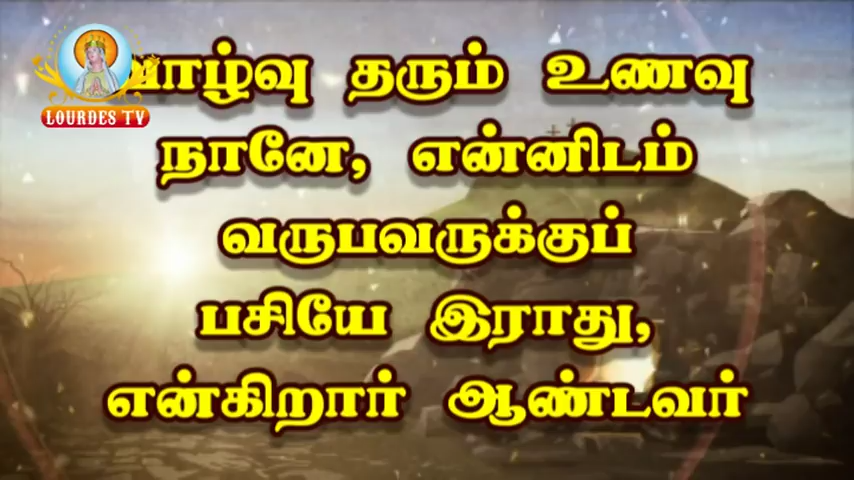 LOURDES TV
வாழ்வு தரும் உணவு
நானே, என்னிடம்
வருபவருக்குப்
பசியே இராது,
என்கிறார் ஆண்டவர்